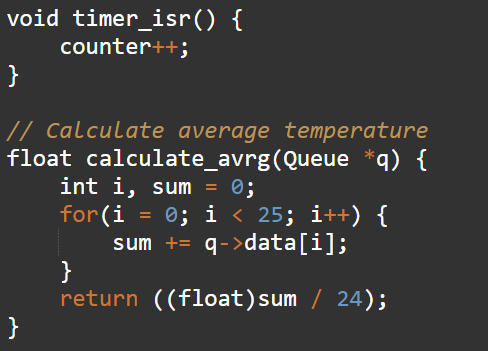 void timer_isr() {
    counter++;
}

// Calculate average temperature
float calculate_avrg(Queue *q) {
    int i, sum = 0;
    for(i = 0; i < 25; i++) {
        sum += q->data[i];
    }
    return ((float)sum / 24);
}